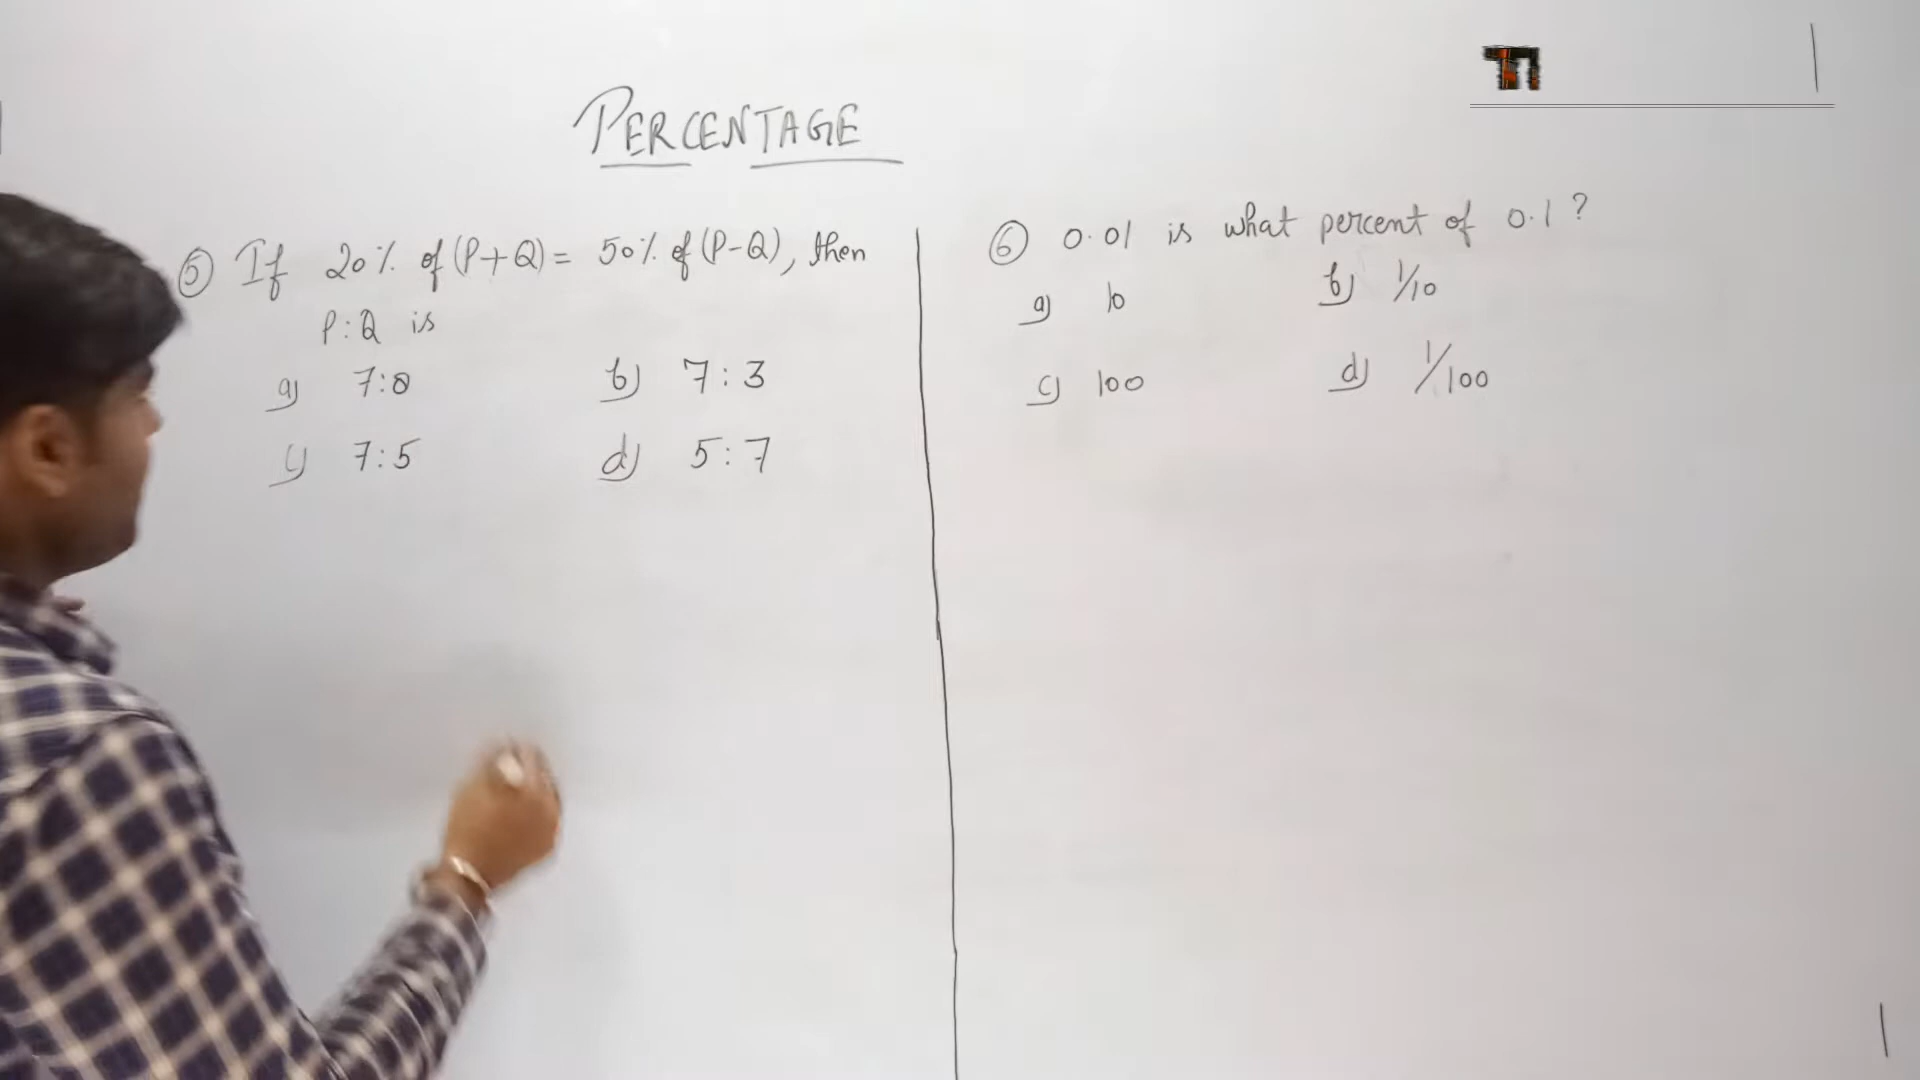 PERCENTAGE
5 If 20% of (P+Q) = 50% of (P-Q), then
P:Q is
a) 7:8 b) 7:3
c) 7:5 d) 5:7
6 0.01 is what percent of 0.1?
a) 10 b) 1/10
c) 100 d) 1/100